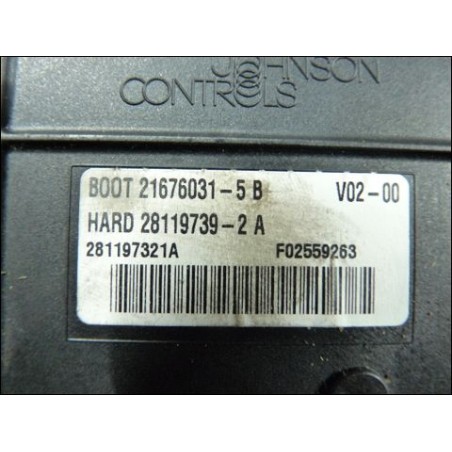 JOHNSON
CONTROLS
BOOT 21676031-5 B V02-00
HARD 28119739-2 A
281197321A F02559263